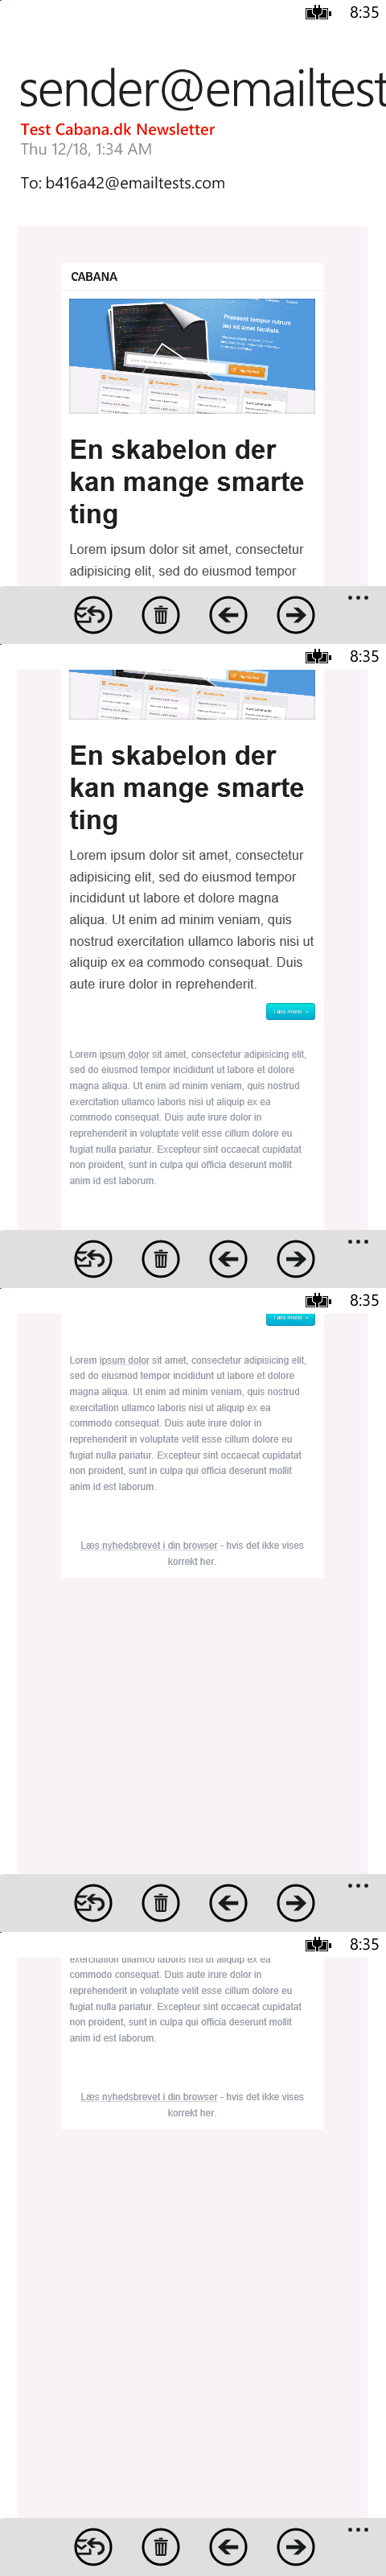 8:35
sender@emailtest
Test Cabana.dk Newsletter
Thu 12/18, 1:34 AM
To: b416a42@emailtests.com
CABANA
Praesent tempor rutrum
En skabelon der
kan mange smarte
ting
Lorem ipsum dolor sit amet, consectetur
adipisicing elit, sed do eiusmod tempor
8:35
En skabelon der
kan mange smarte
ting
Lorem ipsum dolor sit amet, consectetur
adipisicing elit, sed do eiusmod tempor
incididunt ut labore et dolore magna
aliqua. Ut enim ad minim veniam, quis
nostrud exercitation ullamco laboris nisi ut
aliquip ex ea commodo consequat. Duis
aute irure dolor in reprehenderit.
Læs mere
Lorem ipsum dolor sit amet, consectetur adipisicing elit,
sed do eiusmod tempor incididunt ut labore et dolore
magna aliqua. Ut enim ad minim veniam, quis nostrud
exercitation ullamco laboris nisi ut aliquip ex ea
commodo consequat. Duis aute irure dolor in
reprehenderit in voluptate velit esse cillum dolore eu
fugiat nulla pariatur. Excepteur sint occaecat cupidatat
non proident, sunt in culpa qui officia deserunt mollit
anim id est laborum.
8:35
Læs mere
Lorem ipsum dolor sit amet, consectetur adipisicing elit,
sed do eiusmod tempor incididunt ut labore et dolore
magna aliqua. Ut enim ad minim veniam, quis nostrud
exercitation ullamco laboris nisi ut aliquip ex ea
commodo consequat. Duis aute irure dolor in
reprehenderit in voluptate velit esse cillum dolore eu
fugiat nulla pariatur. Excepteur sint occaecat cupidatat
non proident, sunt in culpa qui officia deserunt mollit
anim id est laborum.
Læs nyhedsbrevet i din browser - hvis det ikke vises
korrekt her.
8:35
exercitation ullamco laboris nisi ut aliquip ex ea
commodo consequat. Duis aute irure dolor in
reprehenderit in voluptate velit esse cillum dolore eu
fugiat nulla pariatur. Excepteur sint occaecat cupidatat
non proident, sunt in culpa qui officia deserunt mollit
anim id est laborum.
Læs nyhedsbrevet i din browser - hvis det ikke vises
korrekt her.